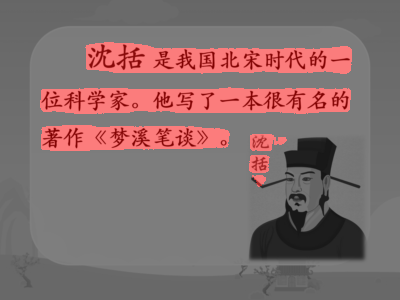 沈括是我国北宋时代的一
位科学家。他写了一本很有名的
著作《梦溪笔谈》。
沈
括